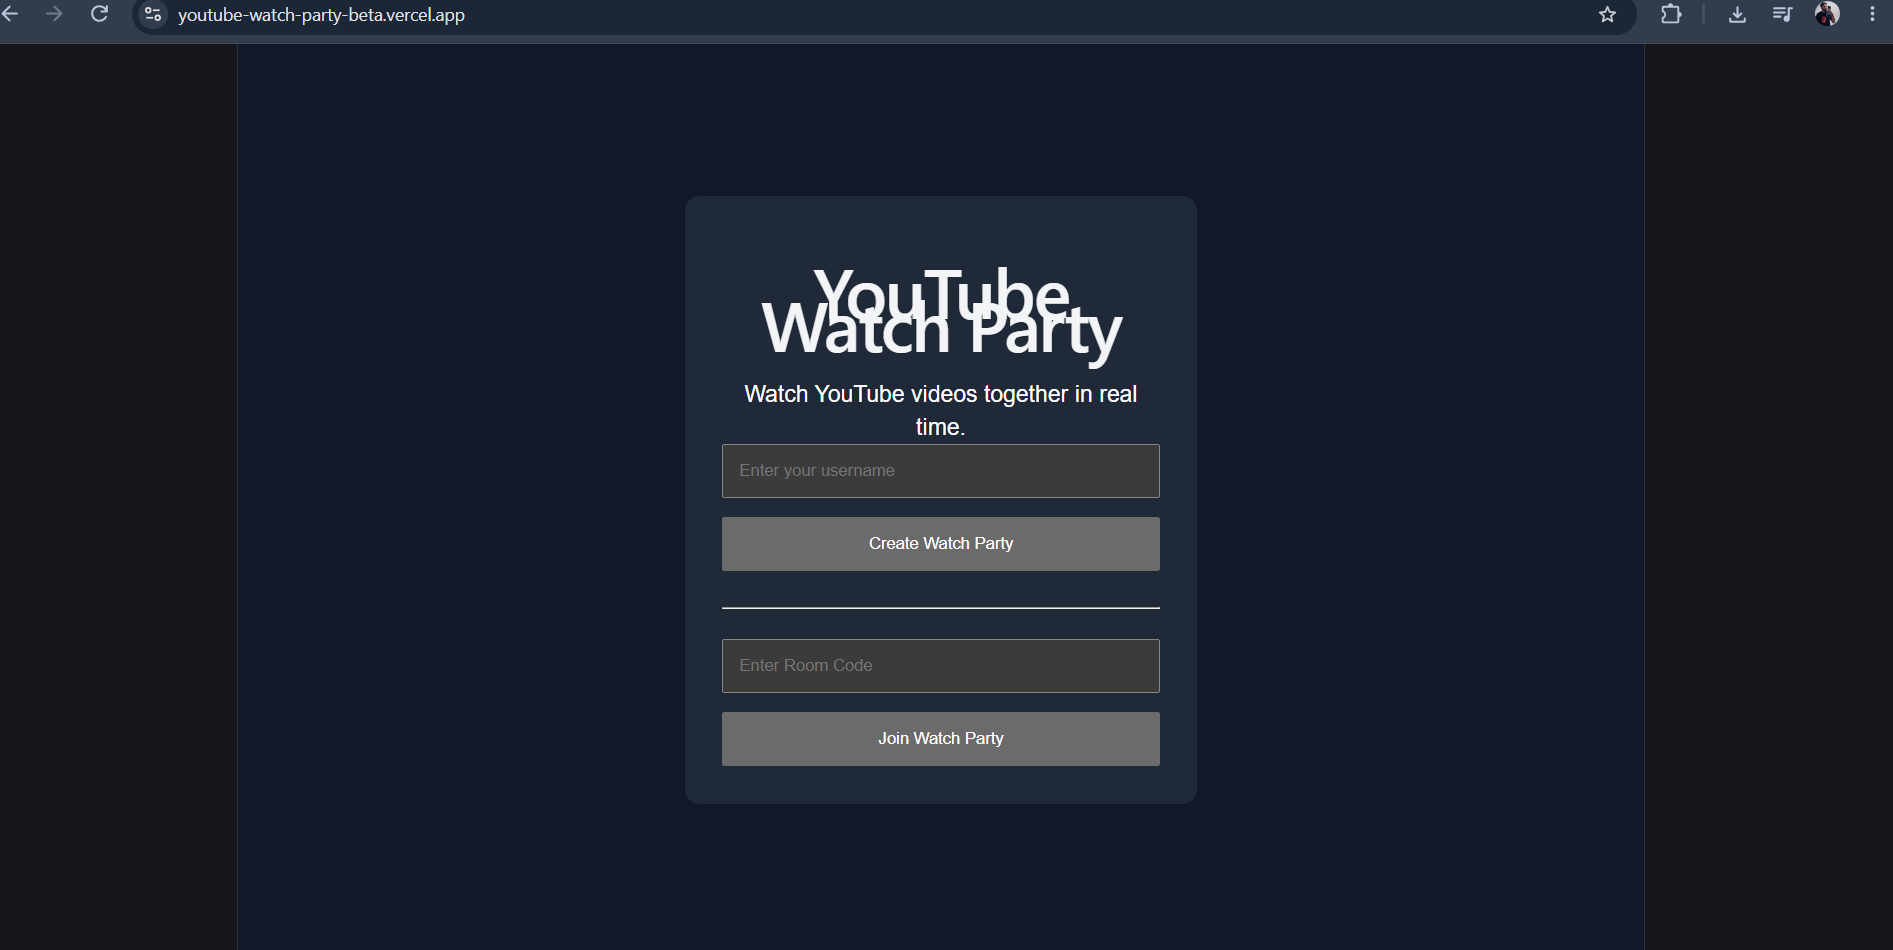 youtube-watch-party-beta.vercel.app
YouTube
Watch Party
Watch YouTube videos together in real
time.
Enter your username
Create Watch Party
Enter Room Code
Join Watch Party